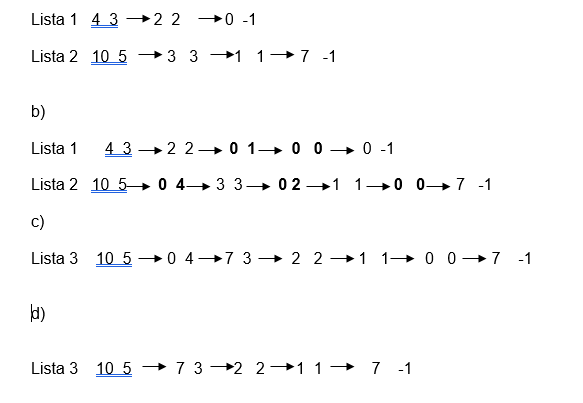 Lista 1 4 3 → 2 2 → 0 -1
Lista 2 10 5 → 3 3 → 1 1 → 7 -1
b)
Lista 1 4 3 → 2 2 → 0 1 → 0 0 → 0 -1
Lista 2 10 5 → 0 4 → 3 3 → 0 2 → 1 1 → 0 0 → 7 -1
c)
Lista 3 10 5 → 0 4 → 7 3 → 2 2 → 1 1 → 0 0 → 7 -1
d)
Lista 3 10 5 → 7 3 → 2 2 → 1 1 → 7 -1